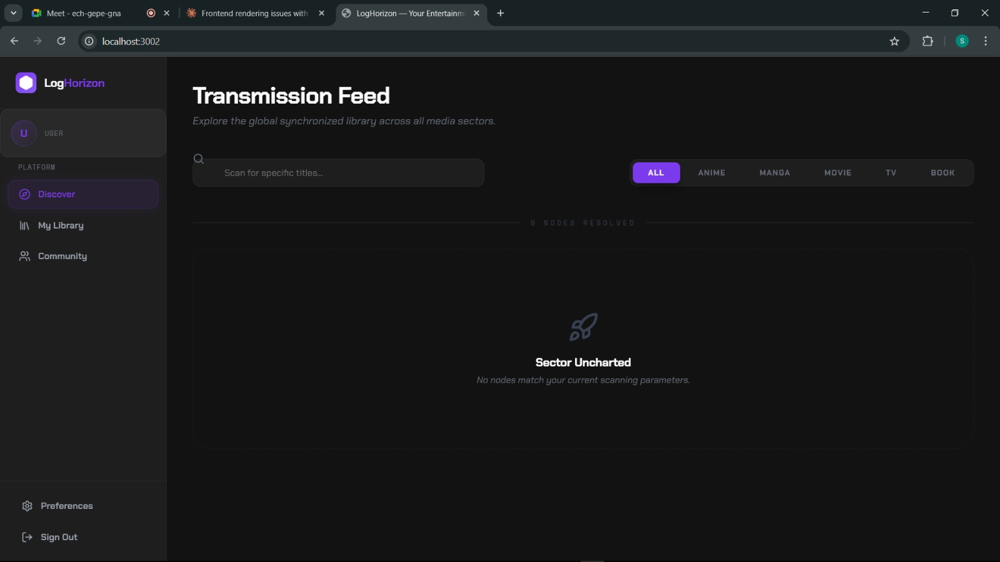 Meet - ech-gepe-gna
Frontend rendering issues with
LogHorizon — Your Entertainm
localhost:3002
S
LogHorizon
U
USER
PLATFORM
Discover
My Library
Community
Preferences
Sign Out
Transmission Feed
Explore the global synchronized library across all media sectors.
Scan for specific titles...
ALL ANIME MANGA MOVIE TV BOOK
0 NODES RESOLVED
Sector Uncharted
No nodes match your current scanning parameters.